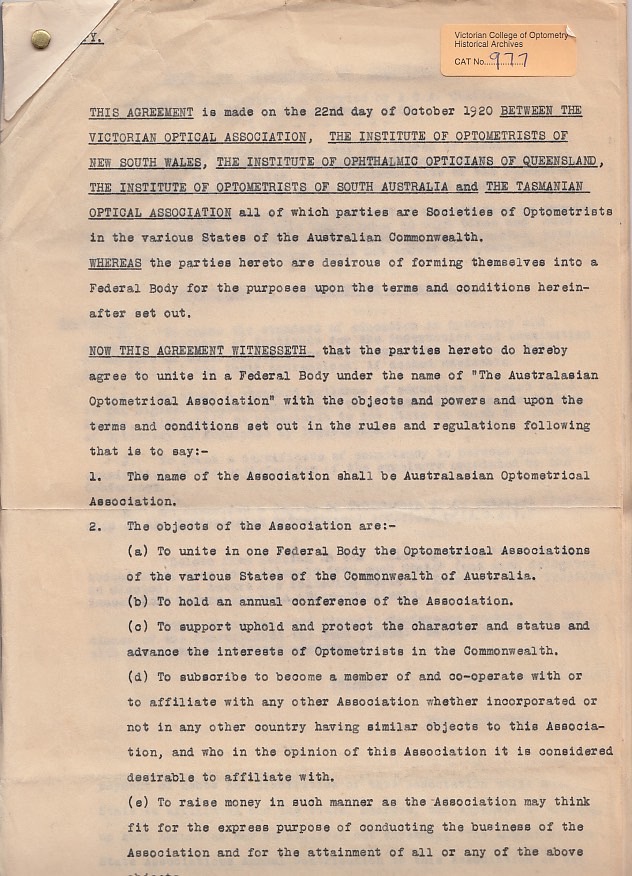 Y.
Victorian College of Optometry
Historical Archives
CAT No...977...
THIS AGREEMENT is made on the 22nd day of October 1920 BETWEEN THE
VICTORIAN OPTICAL ASSOCIATION, THE INSTITUTE OF OPTOMETRISTS OF
NEW SOUTH WALES, THE INSTITUTE OF OPHTHALMIC OPTICIANS OF QUEENSLAND,
THE INSTITUTE OF OPTOMETRISTS OF SOUTH AUSTRALIA and THE TASMANIAN
OPTICAL ASSOCIATION all of which parties are Societies of Optometrists
in the various States of the Australian Commonwealth.
WHEREAS the parties hereto are desirous of forming themselves into a
Federal Body for the purposes upon the terms and conditions herein-
after set out.
NOW THIS AGREEMENT WITNESSETH that the parties hereto do hereby
agree to unite in a Federal Body under the name of "The Australasian
Optometrical Association" with the objects and powers and upon the
terms and conditions set out in the rules and regulations following
that is to say:-
1. The name of the Association shall be Australasian Optometrical
Association.
2. The objects of the Association are:-
(a) To unite in one Federal Body the Optometrical Associations
of the various States of the Commonwealth of Australia.
(b) To hold an annual conference of the Association.
(c) To support uphold and protect the character and status and
advance the interests of Optometrists in the Commonwealth.
(d) To subscribe to become a member of and co-operate with or
to affiliate with any other Association whether incorporated or
not in any other country having similar objects to this Associa-
tion, and who in the opinion of this Association it is considered
desirable to affiliate with.
(e) To raise money in such manner as the Association may think
fit for the express purpose of conducting the business of the
Association and for the attainment of all or any of the above